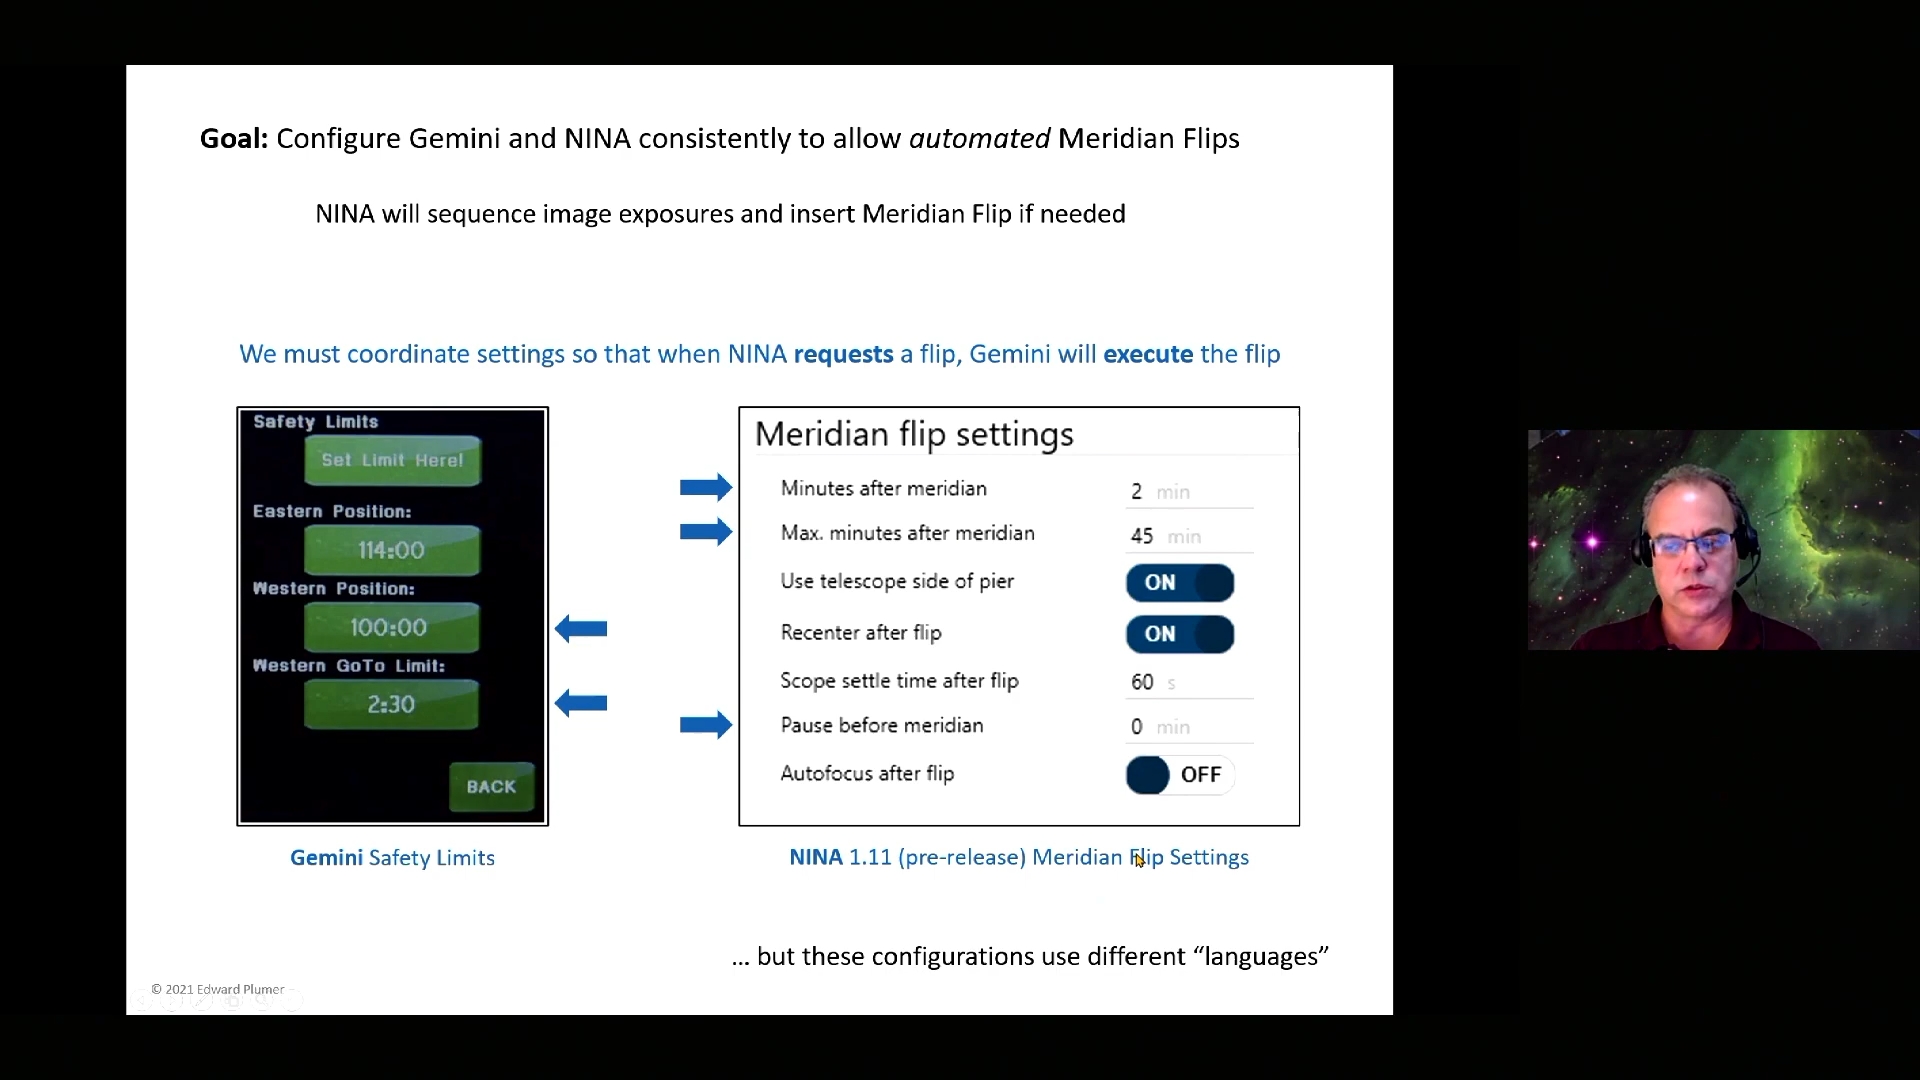 Goal: Configure Gemini and NINA consistently to allow automated Meridian Flips
NINA will sequence image exposures and insert Meridian Flip if needed
We must coordinate settings so that when NINA requests a flip, Gemini will execute the flip
Safety Limits
Set Limit Here!
Eastern Position:
114:00
Western Position:
100:00
Western GoTo Limit:
2:30
BACK
Gemini Safety Limits
Meridian flip settings
Minutes after meridian 2 min
Max. minutes after meridian 45 min
Use telescope side of pier ON
Recenter after flip ON
Scope settle time after flip 60 s
Pause before meridian 0 min
Autofocus after flip OFF
NINA 1.11 (pre-release) Meridian Flip Settings
... but these configurations use different “languages”
© 2021 Edward Plumer